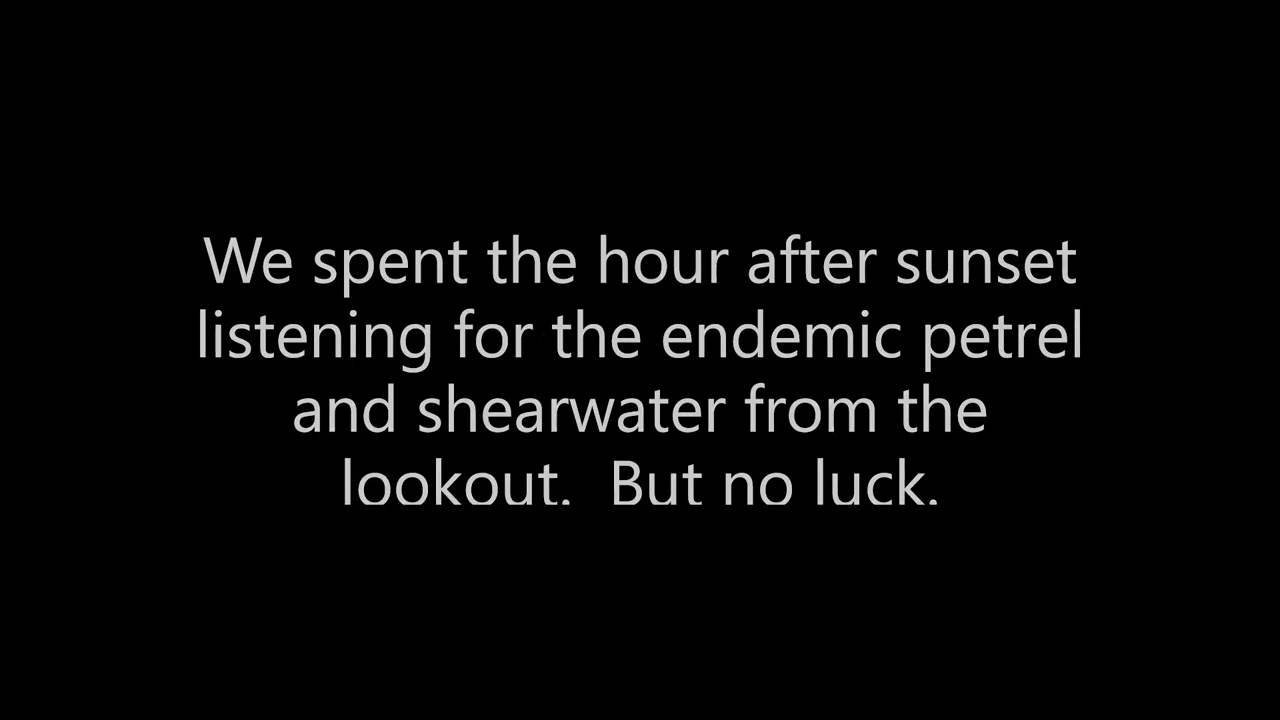 We spent the hour after sunset
listening for the endemic petrel
and shearwater from the
lookout.  But no luck.